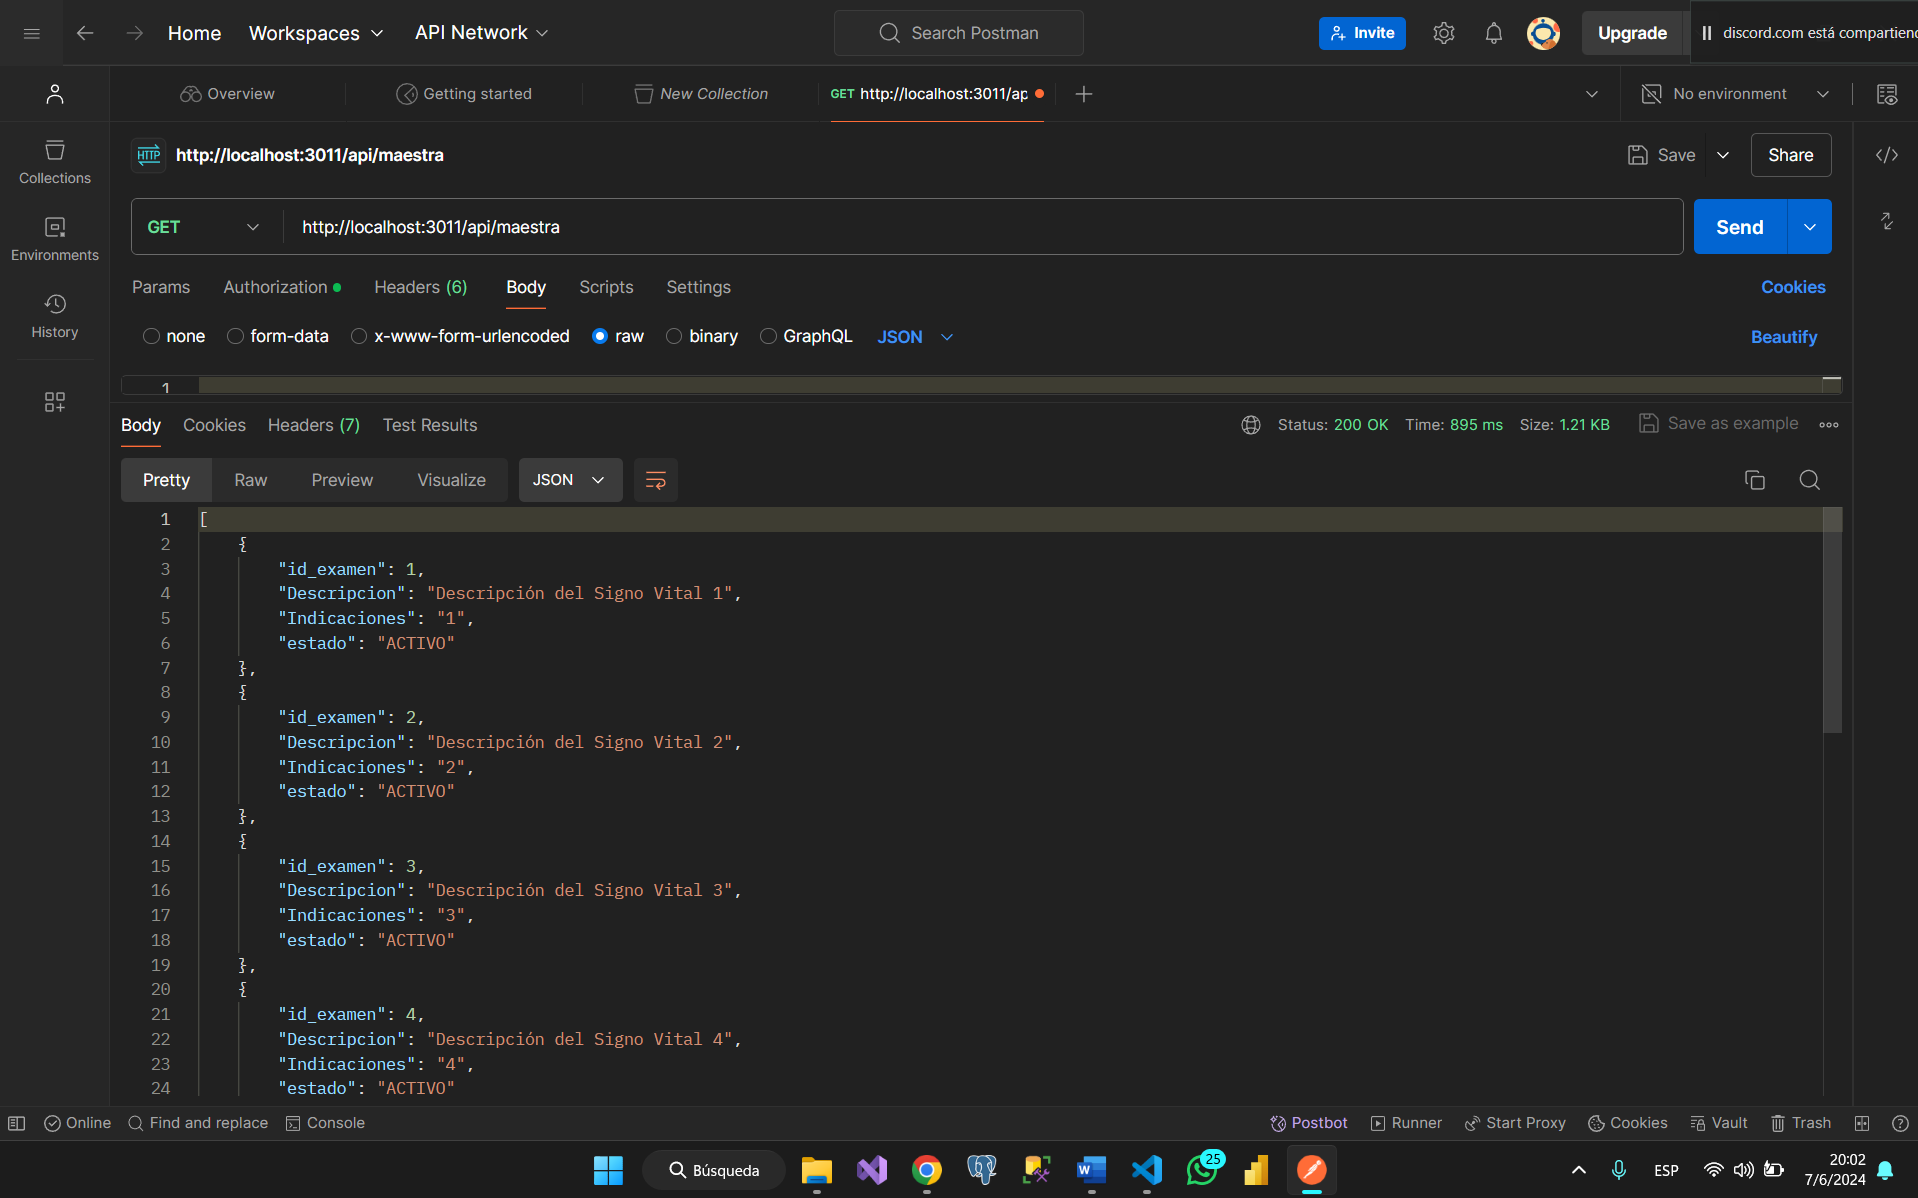 Home
Workspaces
API Network
Search Postman
Invite
Upgrade
discord.com está compartiend
Overview
Getting started
New Collection
GET http://localhost:3011/ap
No environment
HTTP http://localhost:3011/api/maestra
Save
Share
Collections
Environments
History
GET
http://localhost:3011/api/maestra
Send
Params
Authorization
Headers (6)
Body
Scripts
Settings
Cookies
none
form-data
x-www-form-urlencoded
raw
binary
GraphQL
JSON
Beautify
1
Body
Cookies
Headers (7)
Test Results
Status: 200 OK
Time: 895 ms
Size: 1.21 KB
Save as example
Pretty
Raw
Preview
Visualize
JSON
1 [
2 {
3 "id_examen": 1,
4 "Descripcion": "Descripción del Signo Vital 1",
5 "Indicaciones": "1",
6 "estado": "ACTIVO"
7 },
8 {
9 "id_examen": 2,
10 "Descripcion": "Descripción del Signo Vital 2",
11 "Indicaciones": "2",
12 "estado": "ACTIVO"
13 },
14 {
15 "id_examen": 3,
16 "Descripcion": "Descripción del Signo Vital 3",
17 "Indicaciones": "3",
18 "estado": "ACTIVO"
19 },
20 {
21 "id_examen": 4,
22 "Descripcion": "Descripción del Signo Vital 4",
23 "Indicaciones": "4",
24 "estado": "ACTIVO"
Online
Find and replace
Console
Postbot
Runner
Start Proxy
Cookies
Vault
Trash
Búsqueda
W
25
ESP
20:02
7/6/2024